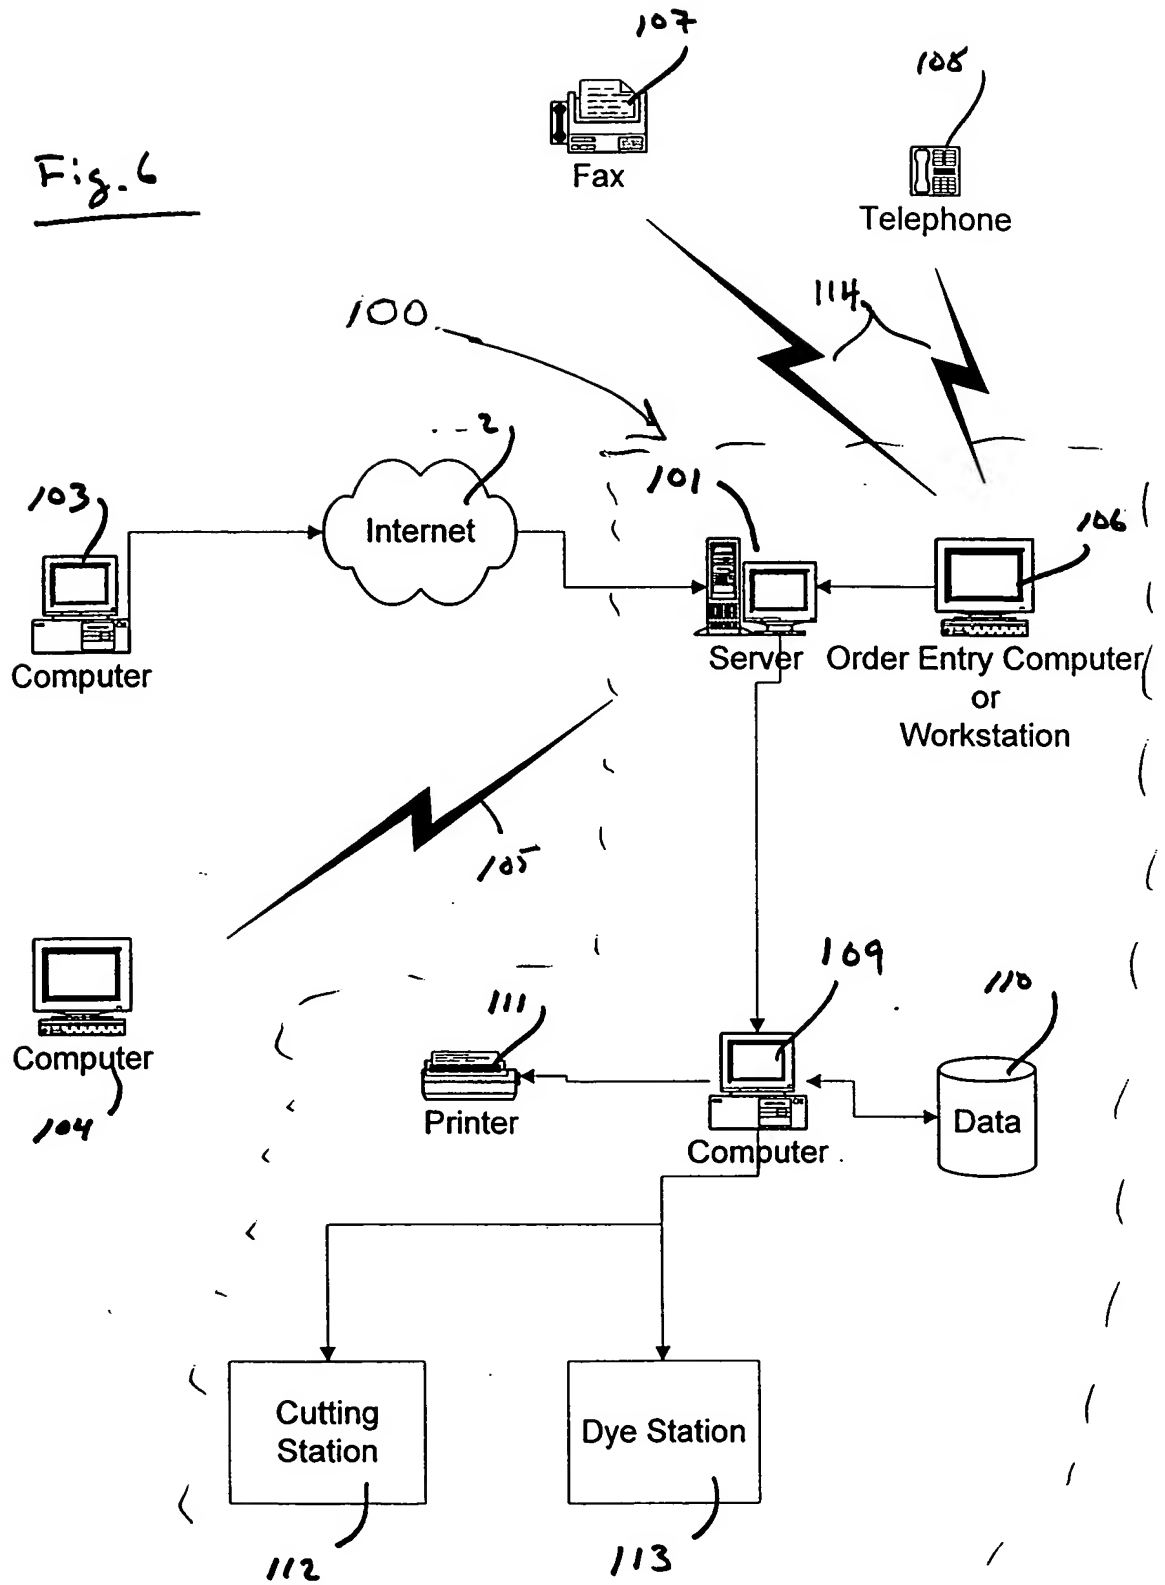 107
108
Fig. 6
Fax
Telephone
114
100
2
101
103
Internet
106
Computer
Server
Order Entry Computer
or
Workstation
105
109
110
111
Computer
104
Printer
Computer
Data
Cutting
Station
Dye Station
112
113